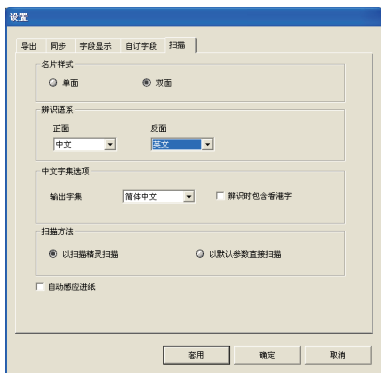 设置
导出 同步 字段显示 自订字段 扫描
名片样式
单面 双面
辨识语系
正面 反面
中文 英文
中文字集选项
输出字集 简体中文 辨识时包含香港字
扫描方法
以扫描精灵扫描 以默认参数直接扫描
自动感应进纸
套用 确定 取消